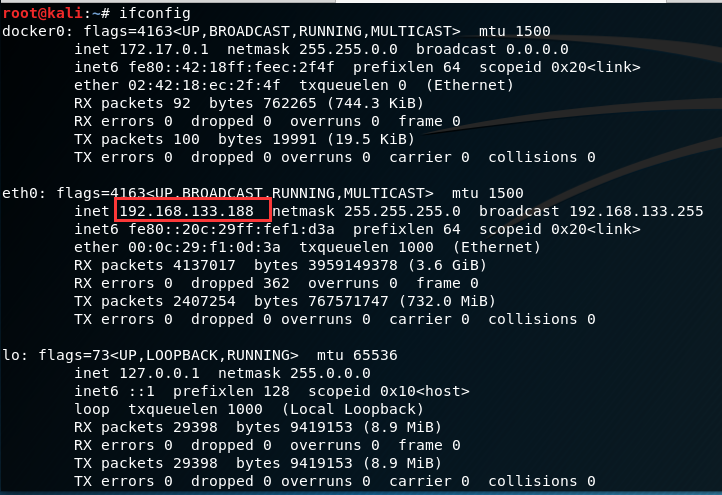 root@kali:~# ifconfig
docker0: flags=4163<UP,BROADCAST,RUNNING,MULTICAST>  mtu 1500
        inet 172.17.0.1  netmask 255.255.0.0  broadcast 0.0.0.0
        inet6 fe80::42:18ff:feec:2f4f  prefixlen 64  scopeid 0x20<link>
        ether 02:42:18:ec:2f:4f  txqueuelen 0  (Ethernet)
        RX packets 92  bytes 762265 (744.3 KiB)
        RX errors 0  dropped 0  overruns 0  frame 0
        TX packets 100  bytes 19991 (19.5 KiB)
        TX errors 0  dropped 0 overruns 0  carrier 0  collisions 0

eth0: flags=4163<UP,BROADCAST,RUNNING,MULTICAST>  mtu 1500
        inet 192.168.133.188  netmask 255.255.255.0  broadcast 192.168.133.255
        inet6 fe80::20c:29ff:fef1:d3a  prefixlen 64  scopeid 0x20<link>
        ether 00:0c:29:f1:0d:3a  txqueuelen 1000  (Ethernet)
        RX packets 4137017  bytes 3959149378 (3.6 GiB)
        RX errors 0  dropped 362  overruns 0  frame 0
        TX packets 2407254  bytes 767571747 (732.0 MiB)
        TX errors 0  dropped 0 overruns 0  carrier 0  collisions 0

lo: flags=73<UP,LOOPBACK,RUNNING>  mtu 65536
        inet 127.0.0.1  netmask 255.0.0.0
        inet6 ::1  prefixlen 128  scopeid 0x10<host>
        loop  txqueuelen 1000  (Local Loopback)
        RX packets 29398  bytes 9419153 (8.9 MiB)
        RX errors 0  dropped 0  overruns 0  frame 0
        TX packets 29398  bytes 9419153 (8.9 MiB)
        TX errors 0  dropped 0 overruns 0  carrier 0  collisions 0